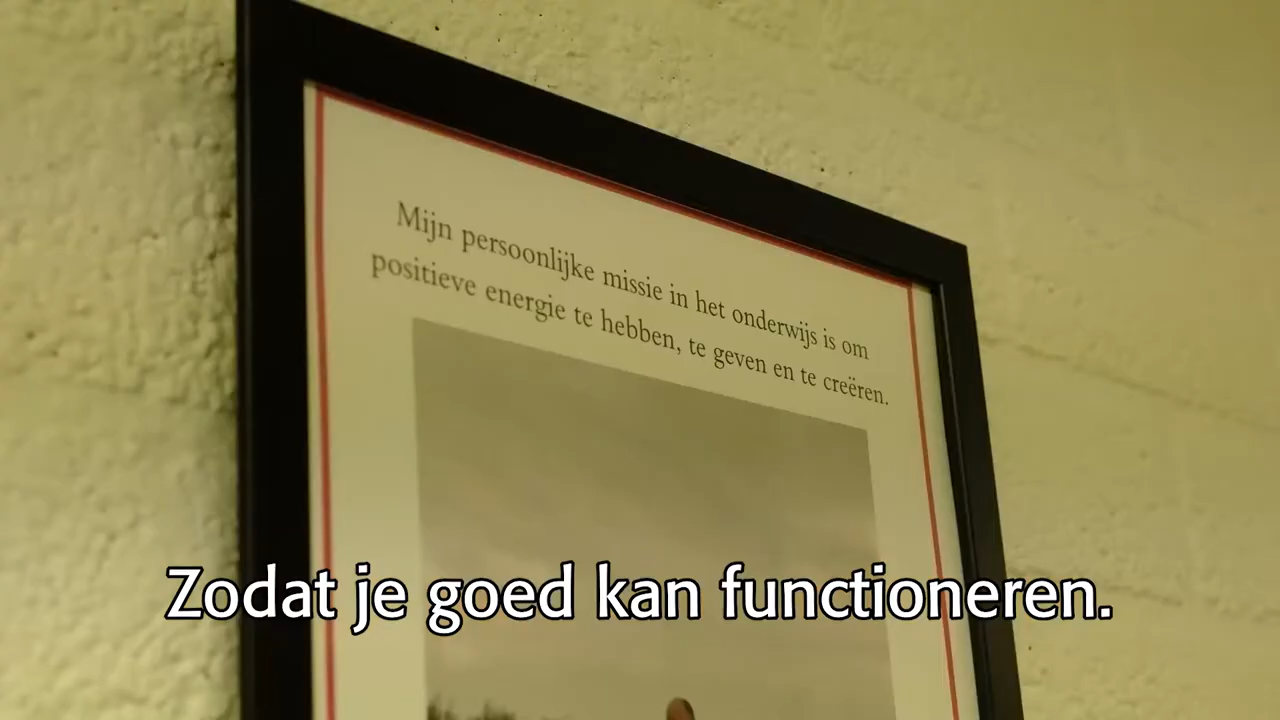 Mijn persoonlijke missie in het onderwijs is om
positieve energie te hebben, te geven en te creëren.
Zodat je goed kan functioneren.